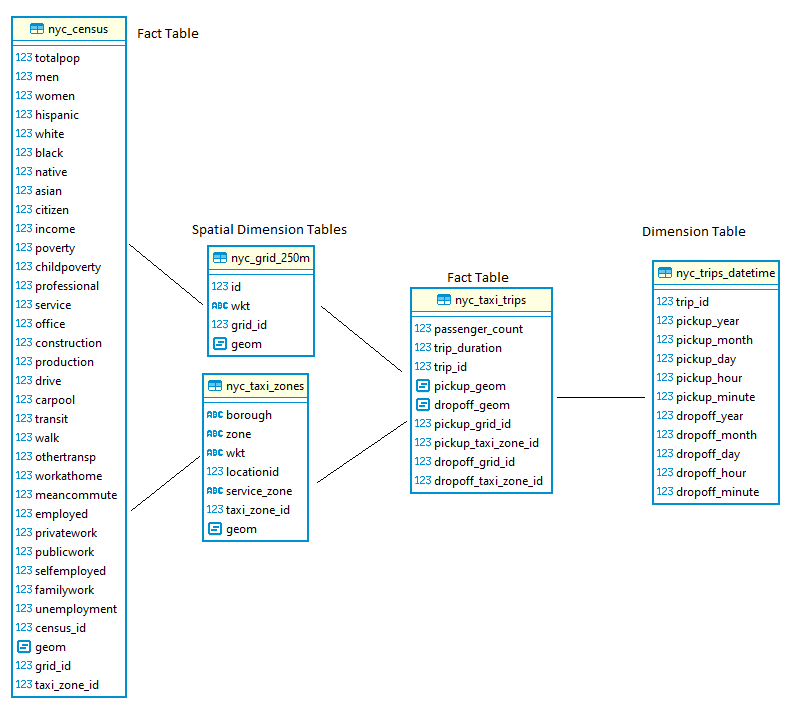 nyc_census
Fact Table
123 totalpop
123 men
123 women
123 hispanic
123 white
123 black
123 native
123 asian
123 citizen
123 income
123 poverty
123 childpoverty
123 professional
123 service
123 office
123 construction
123 production
123 drive
123 carpool
123 transit
123 walk
123 othertransp
123 workathome
123 meancommute
123 employed
123 privatework
123 publicwork
123 selfemployed
123 familywork
123 unemployment
123 census_id
geom
123 grid_id
123 taxi_zone_id
Spatial Dimension Tables
nyc_grid_250m
123 id
ABC wkt
123 grid_id
geom
nyc_taxi_zones
ABC borough
ABC zone
ABC wkt
123 locationid
ABC service_zone
123 taxi_zone_id
geom
Fact Table
nyc_taxi_trips
123 passenger_count
123 trip_duration
123 trip_id
pickup_geom
dropoff_geom
123 pickup_grid_id
123 pickup_taxi_zone_id
123 dropoff_grid_id
123 dropoff_taxi_zone_id
Dimension Table
nyc_trips_datetime
123 trip_id
123 pickup_year
123 pickup_month
123 pickup_day
123 pickup_hour
123 pickup_minute
123 dropoff_year
123 dropoff_month
123 dropoff_day
123 dropoff_hour
123 dropoff_minute